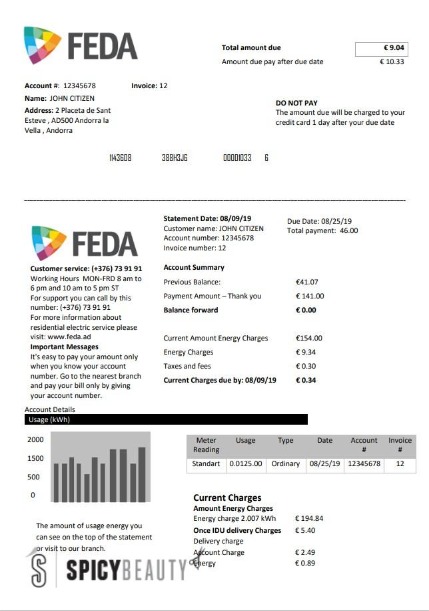 FEDA
Total amount due € 9.04
Amount due pay after due date € 10.33
Account #: 12345678 Invoice: 12
Name: JOHN CITIZEN
Address: 2 Placeta de Sant
Esteve , AD500 Andorra la
Vella , Andorra
DO NOT PAY
The amount due will be charged to your
credit card 1 day after your due date
1143608 388H3J6 00001033 6
FEDA
Statement Date: 08/09/19
Customer name: JOHN CITIZEN
Account number: 12345678
Invoice number: 12
Due Date: 08/25/19
Total payment: 46.00
Customer service: (+376) 73 91 91
Working Hours MON-FRD 8 am to
6 pm and 10 am to 5 pm ST
For support you can call by this
number: (+376) 73 91 91
For more information about
residential electric service please
visit: www.feda.ad
Important Messages
It's easy to pay your amount only
when you know your account
number. Go to the nearest branch
and pay your bill only by giving
your account number.
Account Summary
Previous Balance: €41.07
Payment Amount – Thank you € 141.00
Balance forward € 0.00
Current Amount Energy Charges €154.00
Energy Charges € 9.34
Taxes and fees € 0.30
Current Charges due by: 08/09/19 € 0.34
Account Details
Usage (kWh)
2000
1500
500
0
Meter Reading Usage Type Date Account # Invoice #
Standart 0.0125.00 Ordinary 08/25/19 12345678 12
The amount of usage energy you
can see on the top of the statement
or visit to our branch.
Current Charges
Amount Energy Charges
Energy charge 2.007 kWh € 194.84
Once IDU delivery Charges € 5.40
Delivery charge
Account Charge € 2.49
Energy € 0.89
S SPICYBEAUTY